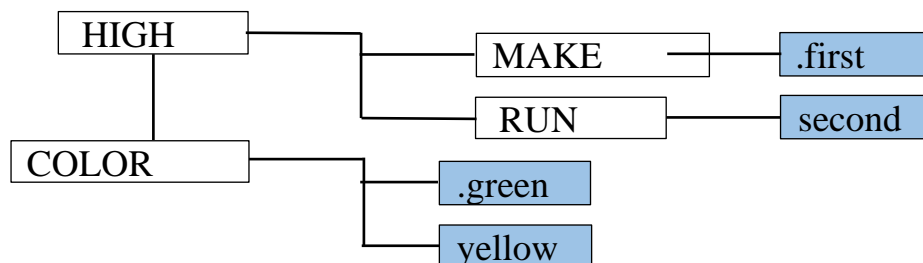 HIGH
MAKE
.first
RUN
second
COLOR
.green
yellow